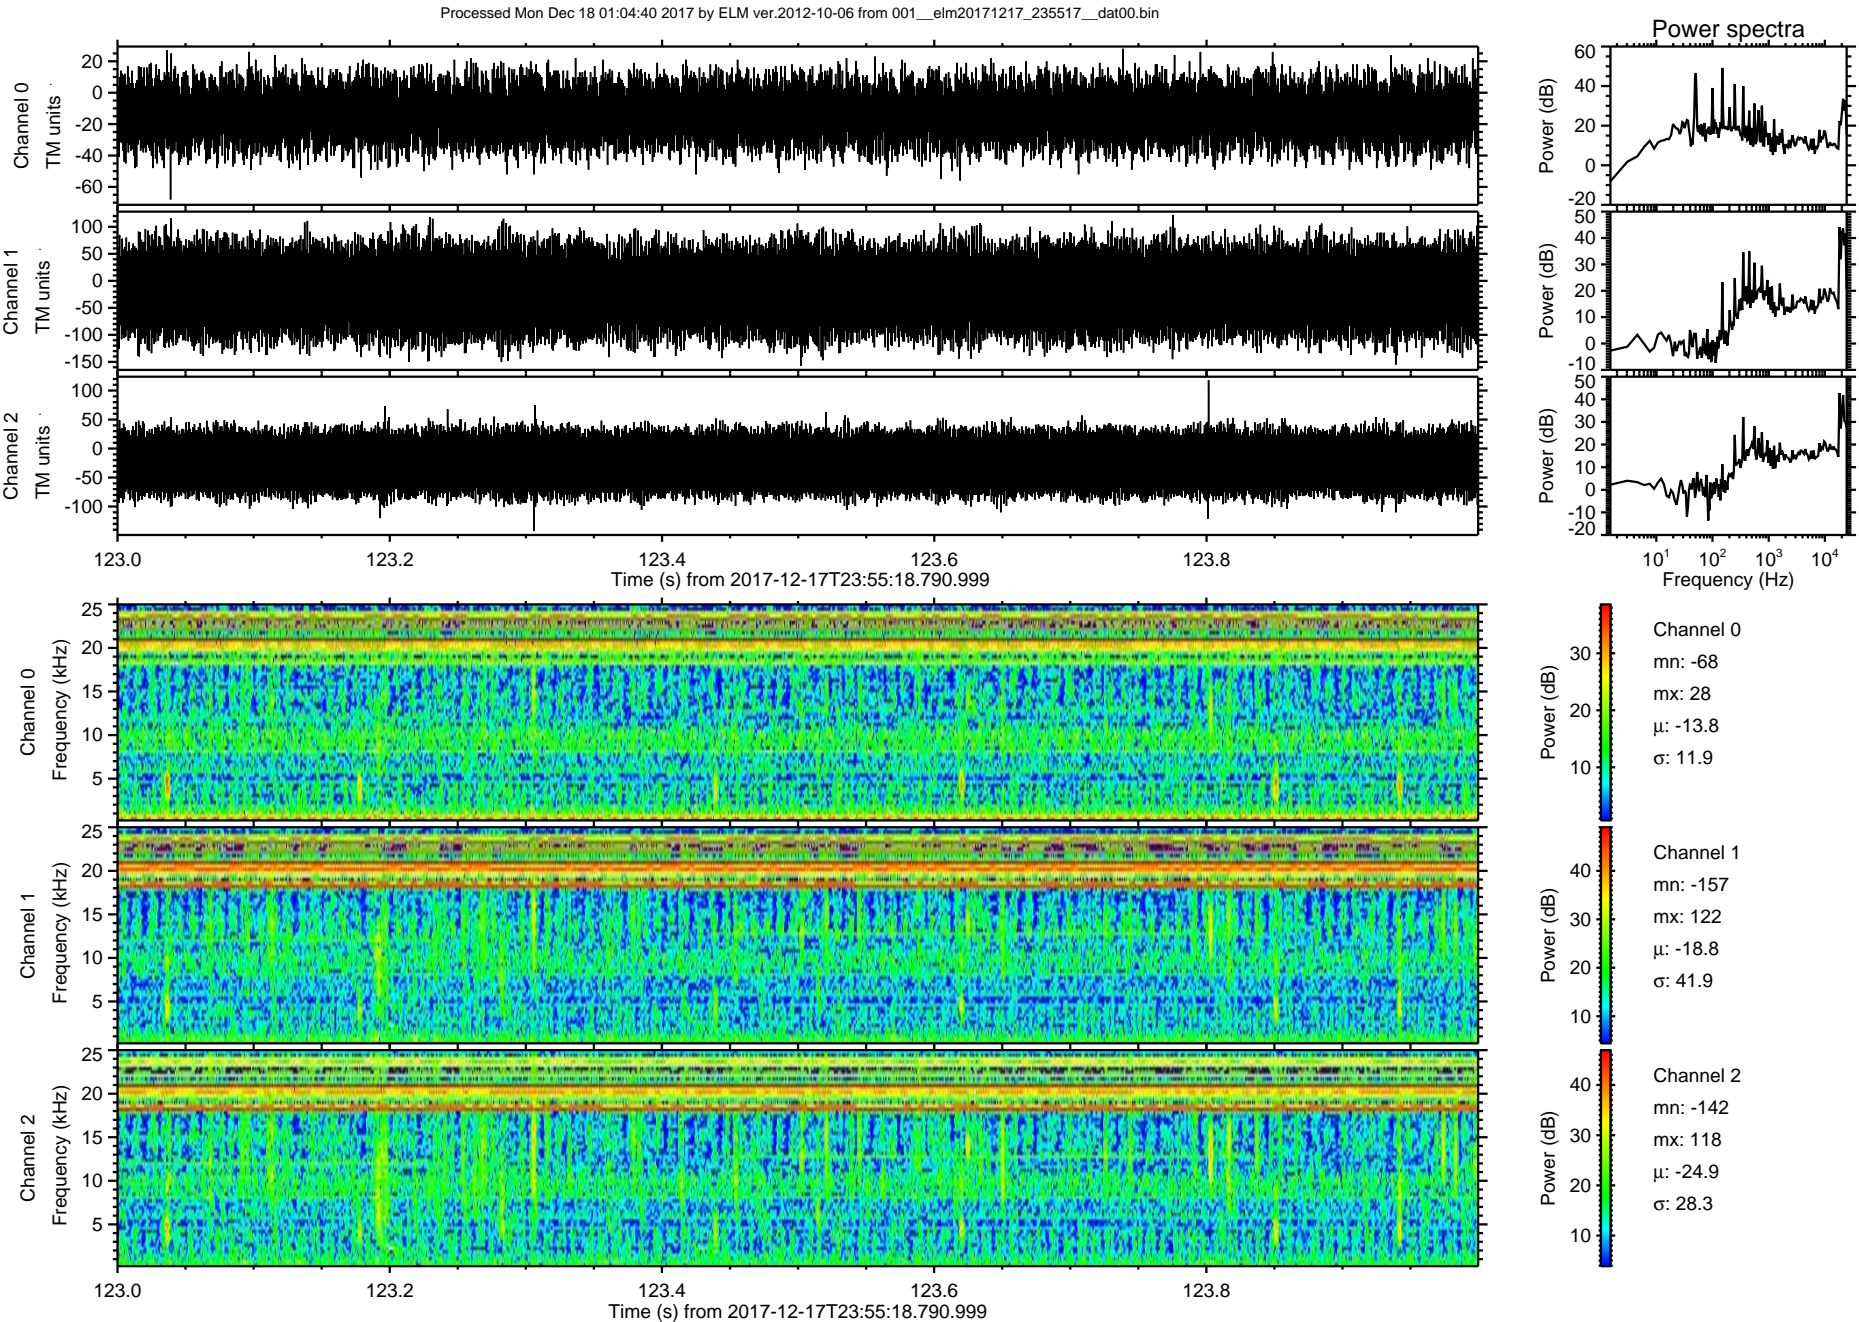 Processed Mon Dec 18 01:04:40 2017 by ELM ver.2012-10-06 from 001__elm20171217_235517__dat00.bin
Power spectra
Channel 0
TM units
20
0
-20
-40
-60
Power (dB)
60
40
20
0
-20
Channel 1
TM units
100
50
0
-50
-100
-150
Power (dB)
50
40
30
20
10
0
-10
Channel 2
TM units
100
50
0
-50
-100
Power (dB)
50
40
30
20
10
0
-10
-20
123.0 123.2 123.4 123.6 123.8
Time (s) from 2017-12-17T23:55:18.790.999
10^1 10^2 10^3 10^4
Frequency (Hz)
Channel 0
Frequency (kHz)
25
20
15
10
5
Power (dB)
30
20
10
Channel 0
mn: -68
mx: 28
μ: -13.8
σ: 11.9
Channel 1
Frequency (kHz)
25
20
15
10
5
Power (dB)
40
30
20
10
Channel 1
mn: -157
mx: 122
μ: -18.8
σ: 41.9
Channel 2
Frequency (kHz)
25
20
15
10
5
Power (dB)
40
30
20
10
Channel 2
mn: -142
mx: 118
μ: -24.9
σ: 28.3
123.0 123.2 123.4 123.6 123.8
Time (s) from 2017-12-17T23:55:18.790.999